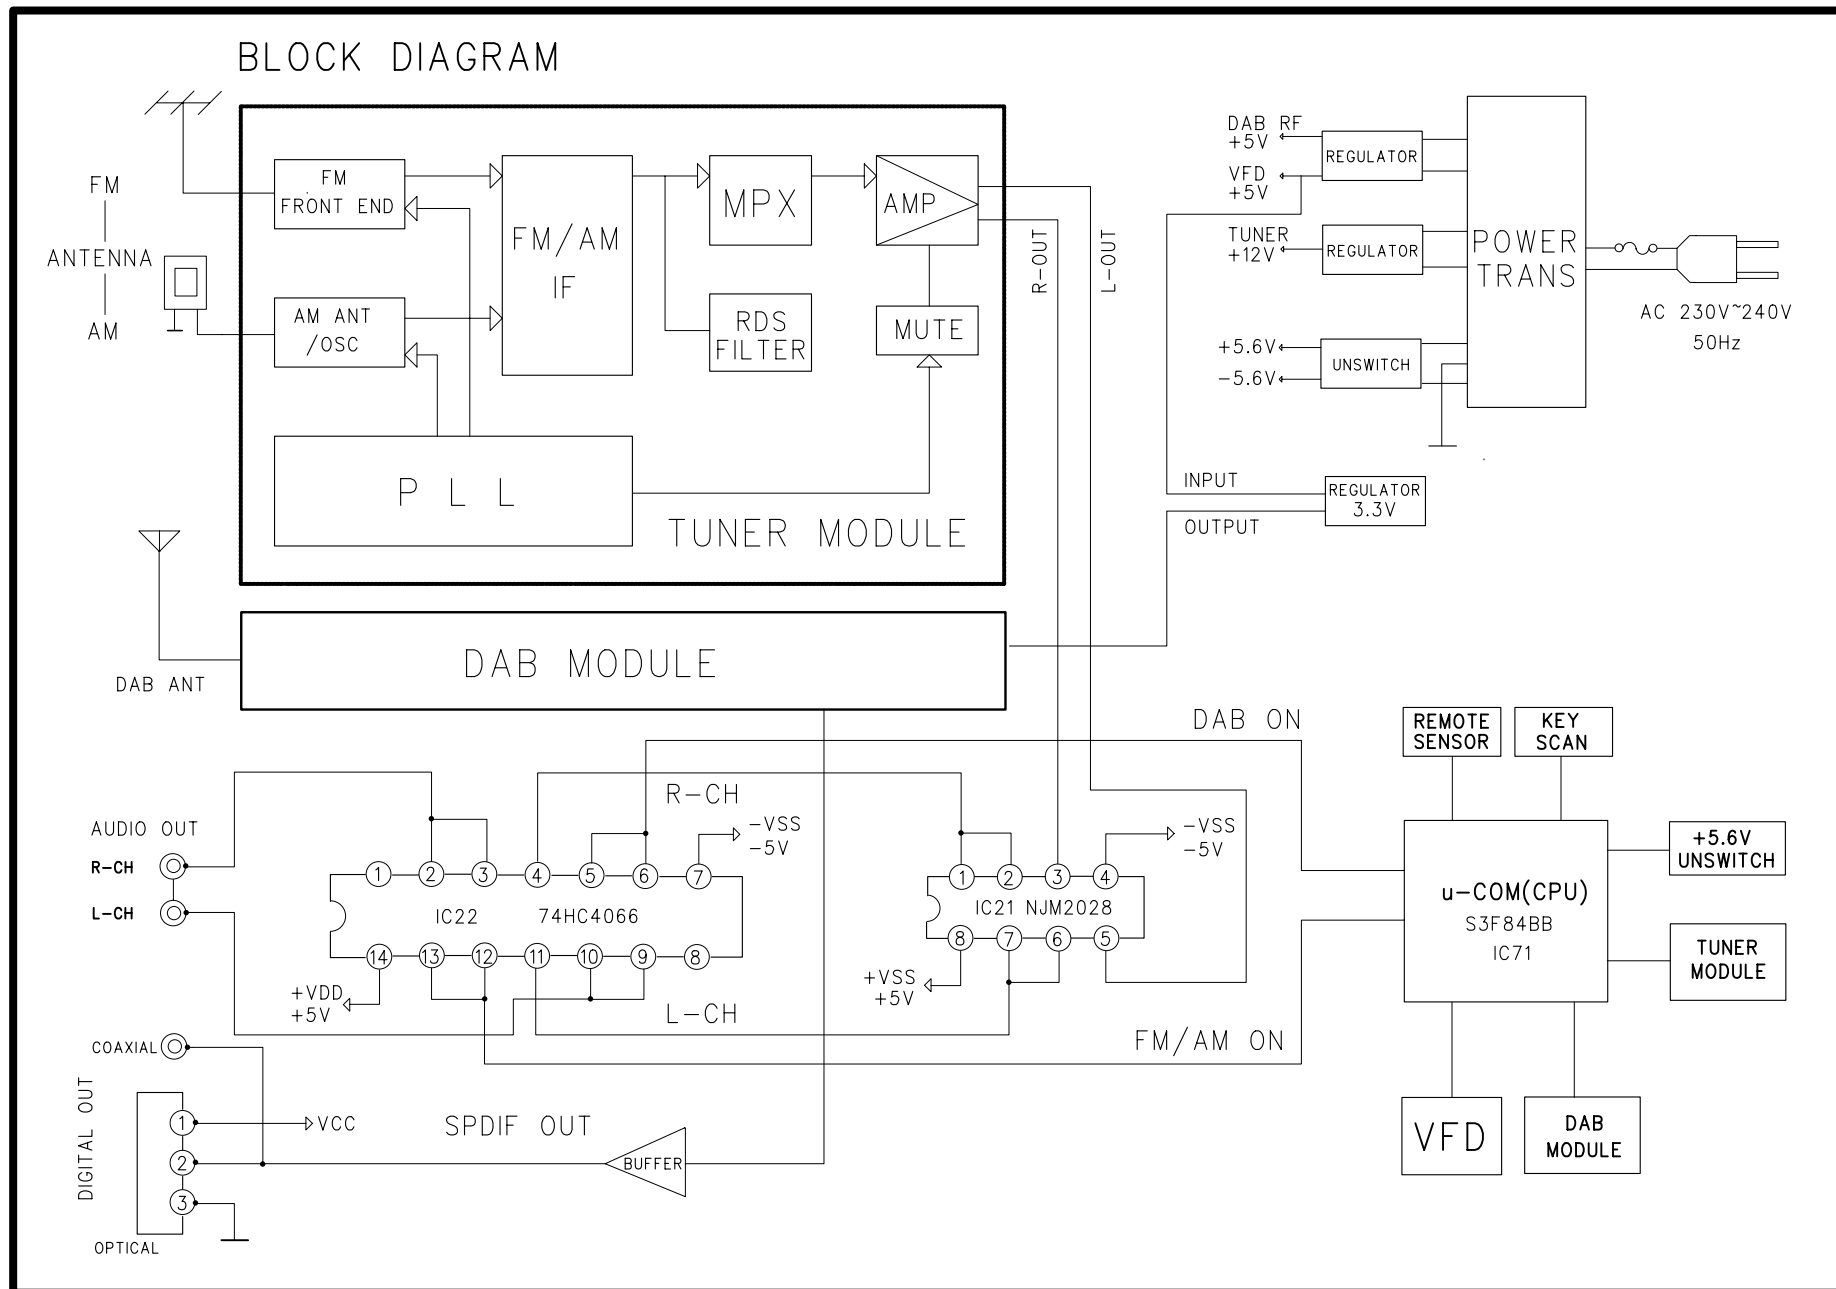 BLOCK DIAGRAM
FM
ANTENNA
AM
FM
FRONT END
AM ANT
/OSC
FM/AM
IF
MPX
RDS
FILTER
AMP
MUTE
P L L
TUNER MODULE
R-OUT
L-OUT
DAB RF
+5V
VFD
+5V
REGULATOR
TUNER
+12V
REGULATOR
+5.6V
-5.6V
UNSWITCH
POWER
TRANS
AC 230V~240V
50Hz
INPUT
OUTPUT
REGULATOR
3.3V
DAB ANT
DAB MODULE
DAB ON
R-CH
-VSS
-5V
-VSS
-5V
AUDIO OUT
R-CH
L-CH
1
2
3
4
5
6
7
IC22
74HC4066
14
13
12
11
10
9
8
+VDD
+5V
L-CH
1
2
3
4
IC21 NJM2028
8
7
6
5
+VSS
+5V
FM/AM ON
REMOTE
SENSOR
KEY
SCAN
u-COM(CPU)
S3F84BB
IC71
+5.6V
UNSWITCH
TUNER
MODULE
VFD
DAB
MODULE
COAXIAL
DIGITAL OUT
1
2
3
VCC
SPDIF OUT
BUFFER
OPTICAL